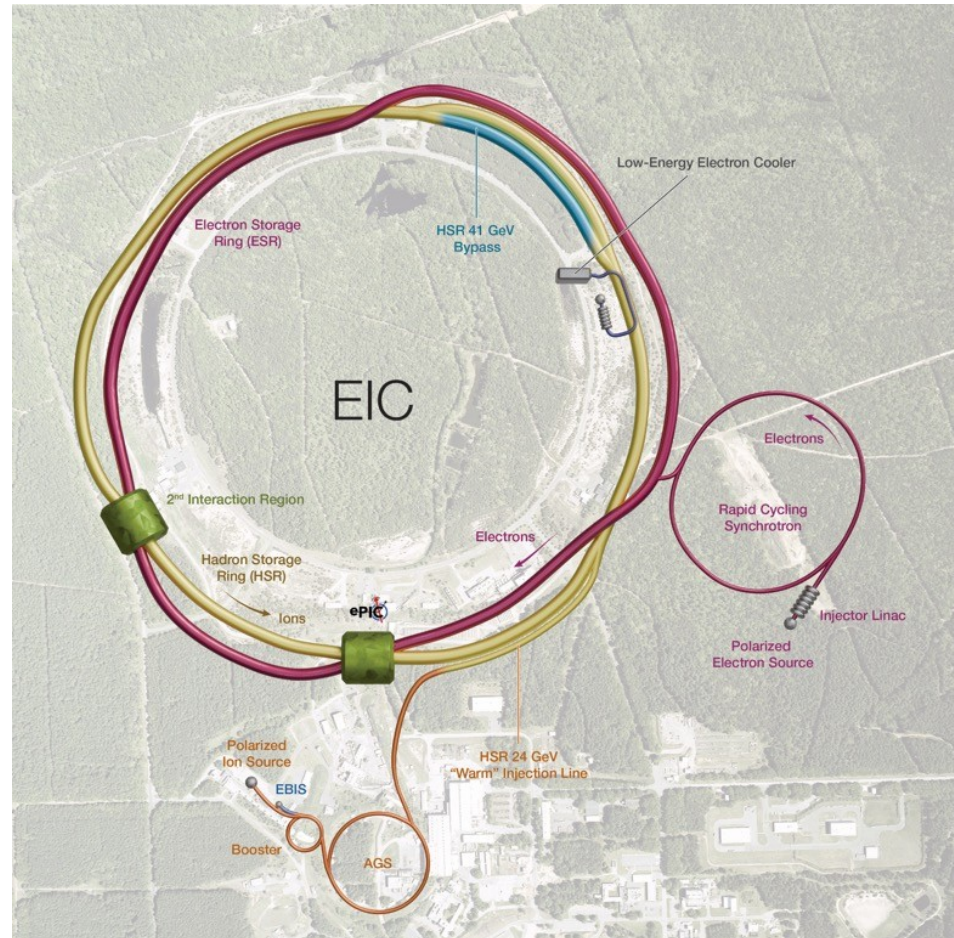 Low-Energy Electron Cooler
Electron Storage
Ring (ESR)
HSR 41 GeV
Bypass
EIC
Electrons
Rapid Cycling
Synchrotron
2nd Interaction Region
Electrons
Hadron Storage
Ring (HSR)
Ions
ePIC
Injector Linac
Polarized
Electron Source
Polarized
Ion Source
HSR 24 GeV
“Warm” Injection Line
EBIS
Booster
AGS